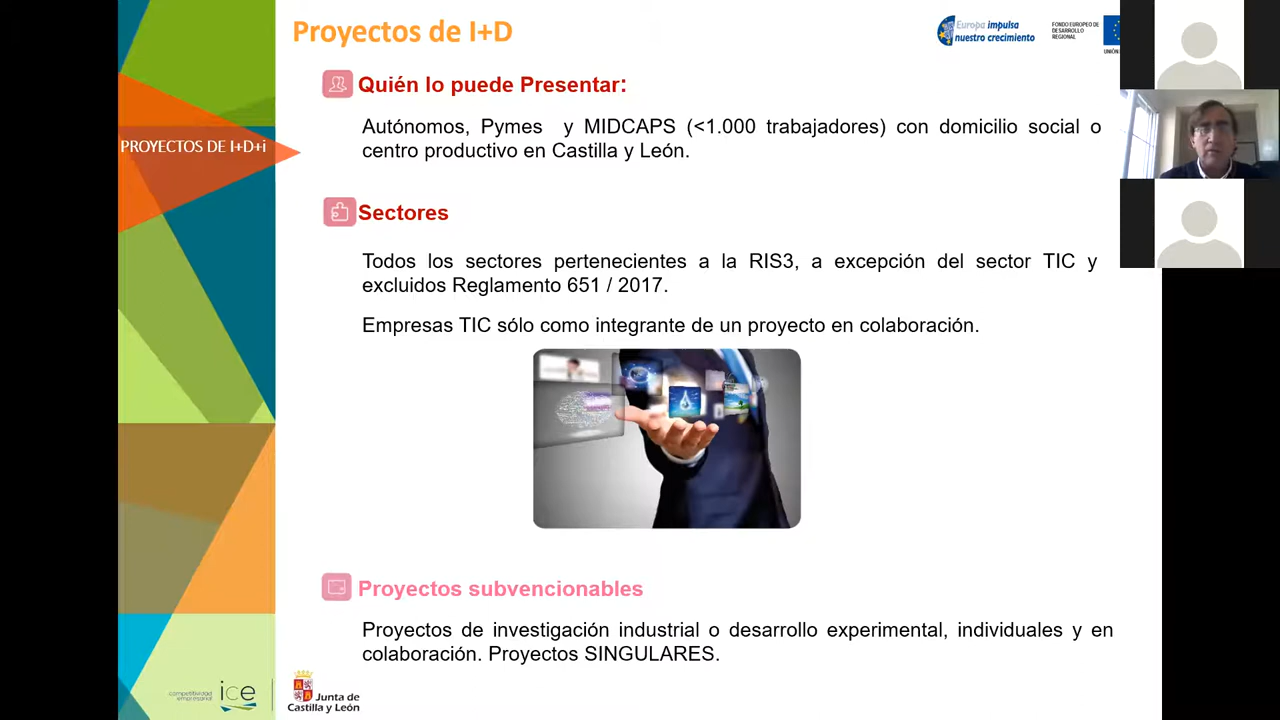 Proyectos de I+D
Europa impulsa
nuestro crecimiento
FONDO EUROPEO DE
DESARROLLO
REGIONAL
PROYECTOS DE I+D+i
Quién lo puede Presentar:
Autónomos, Pymes y MIDCAPS (<1.000 trabajadores) con domicilio social o
centro productivo en Castilla y León.
Sectores
Todos los sectores pertenecientes a la RIS3, a excepción del sector TIC y
excluidos Reglamento 651 / 2017.
Empresas TIC sólo como integrante de un proyecto en colaboración.
Proyectos subvencionables
Proyectos de investigación industrial o desarrollo experimental, individuales y en
colaboración. Proyectos SINGULARES.
competitividad
empresarial
ice
Junta de
Castilla y León